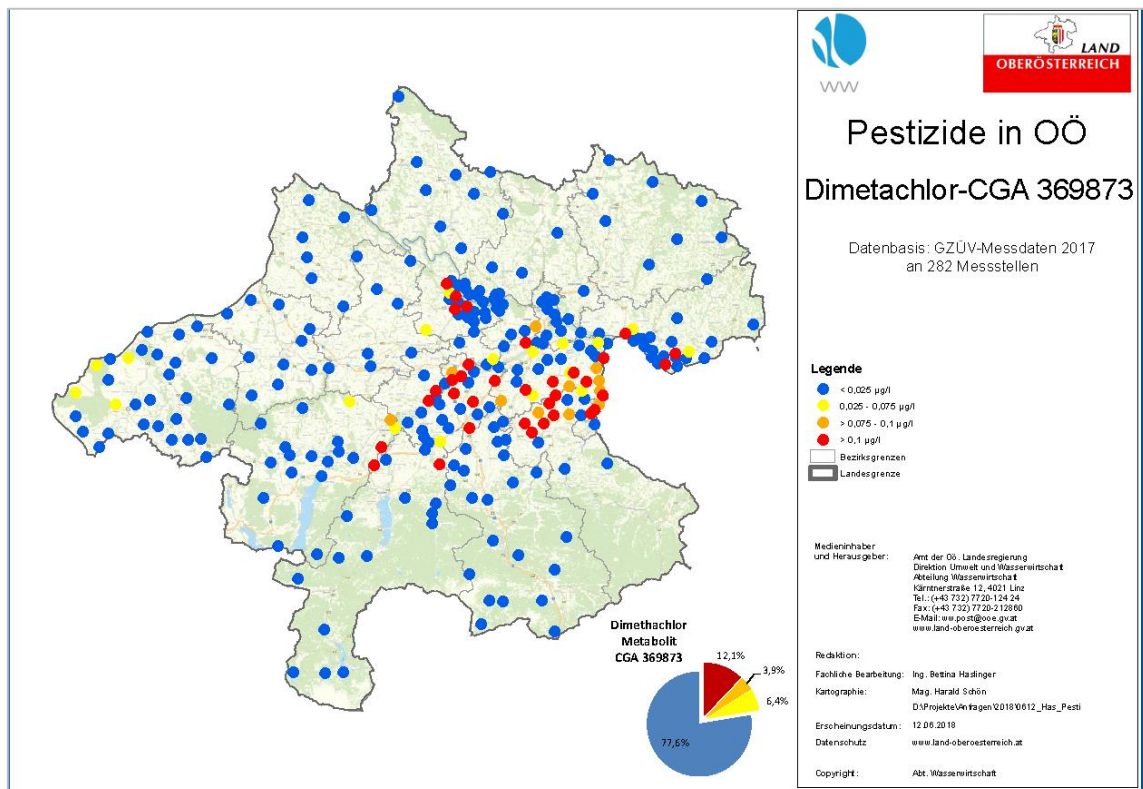 WW
LAND
OBERÖSTERREICH
Pestizide in OÖ
Dimetachlor-CGA 369873
Datenbasis: GZÜV-Messdaten 2017
an 282 Messstellen
Legende
< 0,025 µg/l
0,025 - 0,075 µg/l
> 0,075 - 0,1 µg/l
> 0,1 µg/l
Bezirksgrenzen
Landesgrenze
Medieninhaber
und Herausgeber:
Amt der Oö. Landesregierung
Direktion Umwelt und Wasserwirtschaft
Abteilung Wasserwirtschaft
Kärntnerstraße 12, 4021 Linz
Tel.: (+43 732) 7720-124 24
Fax: (+43 732) 7720-212860
E-Mail: ww.post@ooe.gv.at
www.land-oberoesterreich.gv.at
Redaktion:
Fachliche Bearbeitung: Ing. Bettina Haslinger
Kartographie: Mag. Harald Schön
D:\Projekte\Anfragen\2018\0612_Has_Pesti
Erscheinungsdatum: 12.06.2018
Datenschutz www.land-oberoesterreich.at
Copyright: Abt. Wasserwirtschaft
Dimethachlor
Metabolit
CGA 369873
12,1%
3,9%
6,4%
77,6%